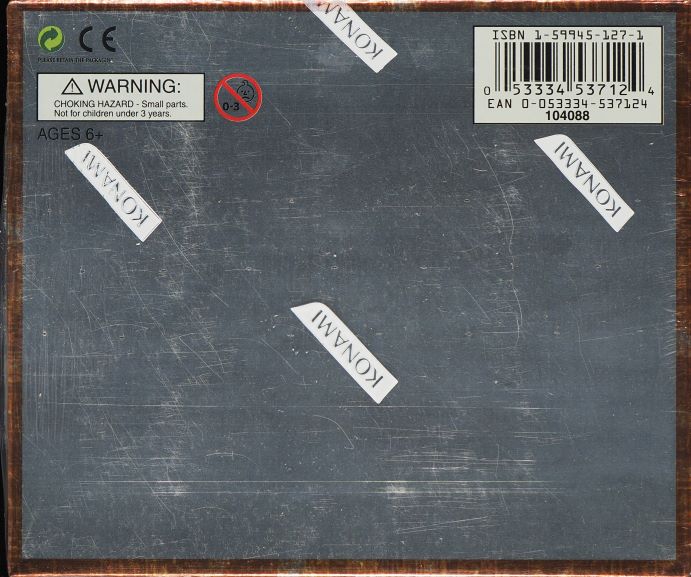 KONAMI
PLEASE RETAIN THE PACKAGING
CE
ISBN 1-59945-127-1
0 53334 53712 4
EAN 0-053334-537124
104088
WARNING:
CHOKING HAZARD - Small parts.
Not for children under 3 years.
0-3
AGES 6+
KONAMI
KONAMI
KONAMI